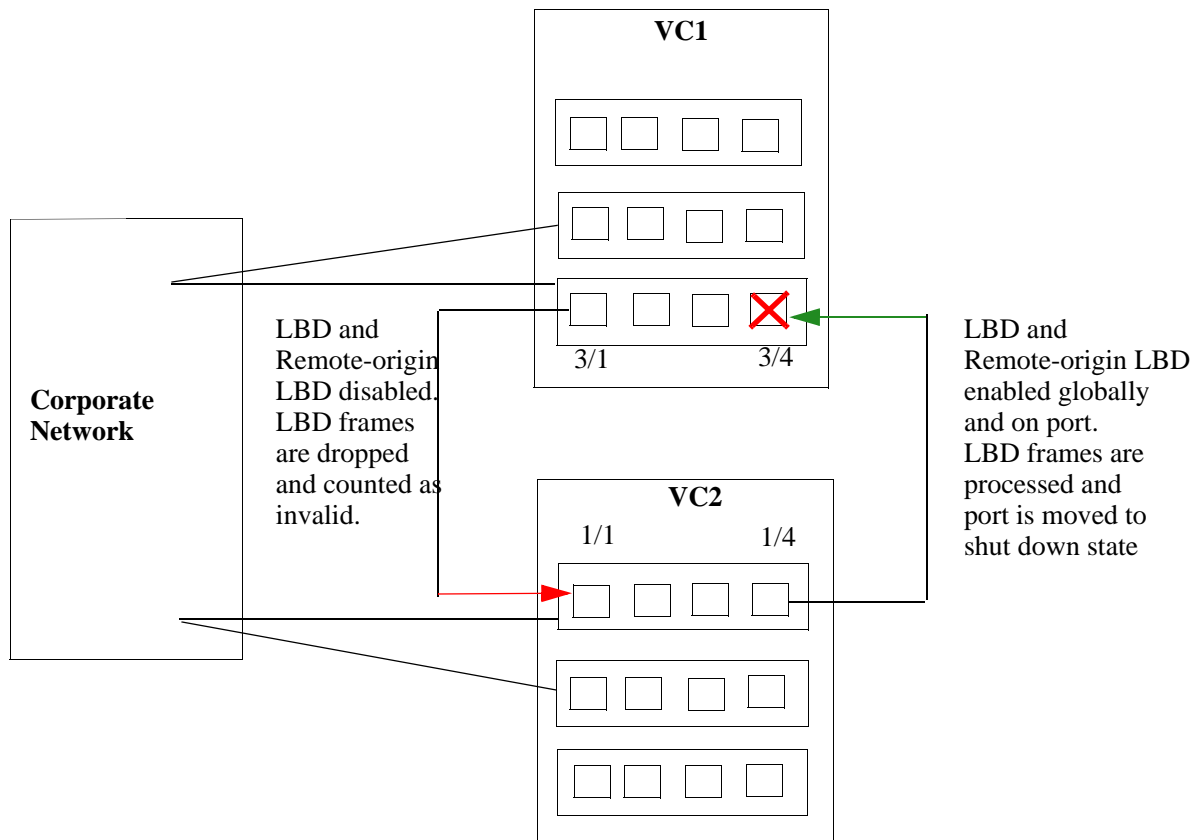 VC1
3/1
3/4
Corporate
Network
LBD and
Remote-origin
LBD disabled.
LBD frames
are dropped
and counted as
invalid.
LBD and
Remote-origin LBD
enabled globally
and on port.
LBD frames are
processed and
port is moved to
shut down state
VC2
1/1
1/4